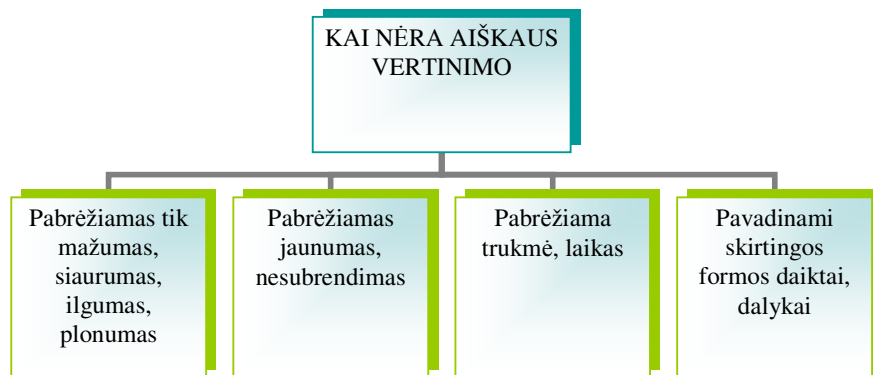 KAI NĖRA AIŠKAUS
VERTINIMO
Pabrėžiamas tik
mažumas,
siaurumas,
ilgumas,
plonumas
Pabrėžiamas
jaunumas,
nesubrendimas
Pabrėžiama
trukmė, laikas
Pavadinami
skirtingos
formos daiktai,
dalykai